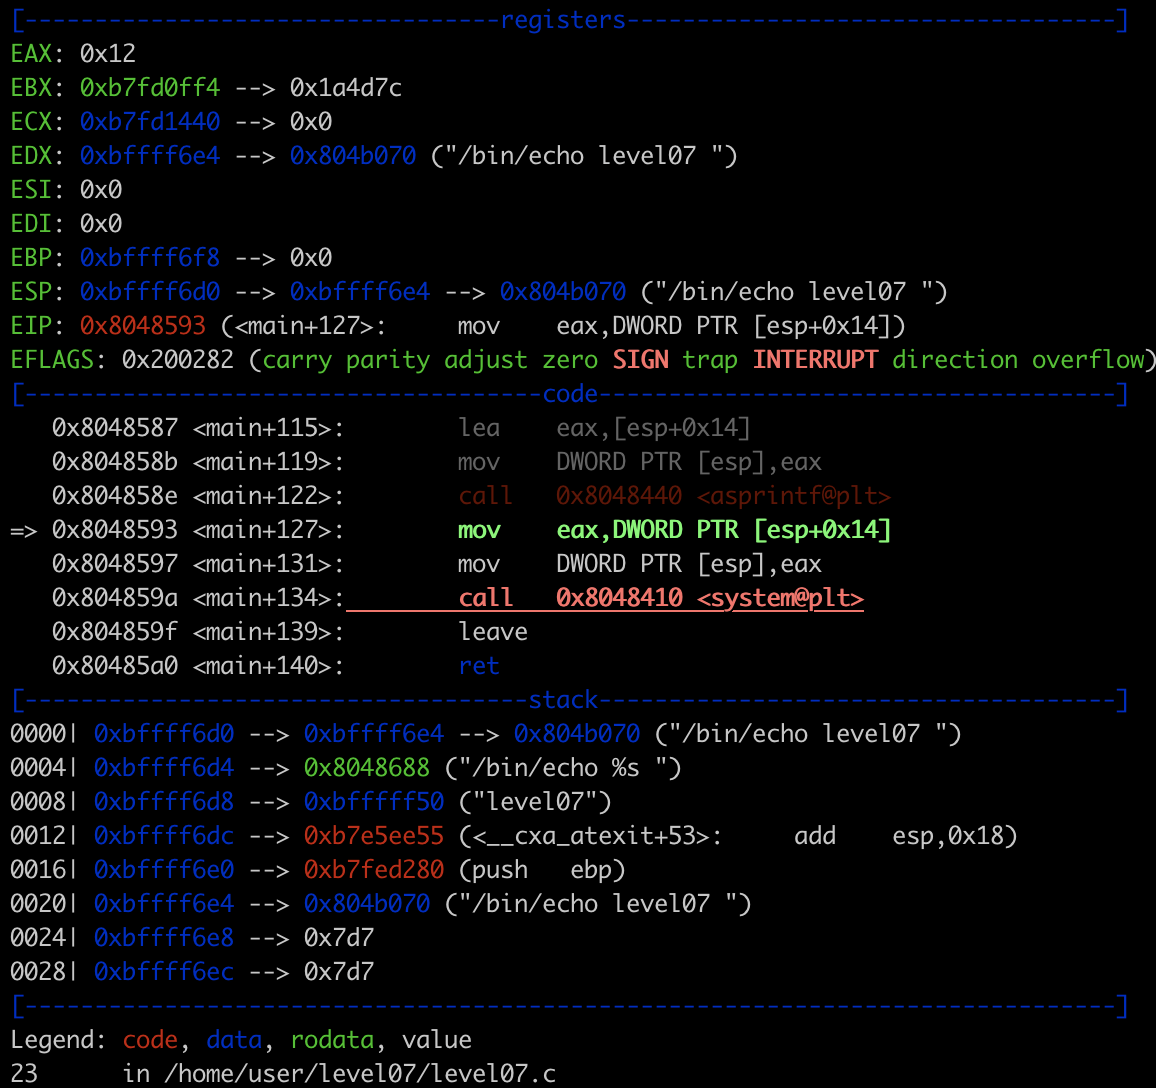 [----------------------------------registers-----------------------------------]
EAX: 0x12
EBX: 0xb7fd0ff4 --> 0x1a4d7c
ECX: 0xb7fd1440 --> 0x0
EDX: 0xbffff6e4 --> 0x804b070 ("/bin/echo level07 ")
ESI: 0x0
EDI: 0x0
EBP: 0xbffff6f8 --> 0x0
ESP: 0xbffff6d0 --> 0xbffff6e4 --> 0x804b070 ("/bin/echo level07 ")
EIP: 0x8048593 (<main+127>:     mov    eax,DWORD PTR [esp+0x14])
EFLAGS: 0x200282 (carry parity adjust zero SIGN trap INTERRUPT direction overflow)
[-------------------------------------code-------------------------------------]
   0x8048587 <main+115>:        lea    eax,[esp+0x14]
   0x804858b <main+119>:        mov    DWORD PTR [esp],eax
   0x804858e <main+122>:        call   0x8048440 <asprintf@plt>
=> 0x8048593 <main+127>:        mov    eax,DWORD PTR [esp+0x14]
   0x8048597 <main+131>:        mov    DWORD PTR [esp],eax
   0x804859a <main+134>:        call   0x8048410 <system@plt>
   0x804859f <main+139>:        leave
   0x80485a0 <main+140>:        ret
[------------------------------------stack-------------------------------------]
0000| 0xbffff6d0 --> 0xbffff6e4 --> 0x804b070 ("/bin/echo level07 ")
0004| 0xbffff6d4 --> 0x8048688 ("/bin/echo %s ")
0008| 0xbffff6d8 --> 0xbfffff50 ("level07")
0012| 0xbffff6dc --> 0xb7e5ee55 (<__cxa_atexit+53>:     add    esp,0x18)
0016| 0xbffff6e0 --> 0xb7fed280 (push   ebp)
0020| 0xbffff6e4 --> 0x804b070 ("/bin/echo level07 ")
0024| 0xbffff6e8 --> 0x7d7
0028| 0xbffff6ec --> 0x7d7
[------------------------------------------------------------------------------]
Legend: code, data, rodata, value
23      in /home/user/level07/level07.c